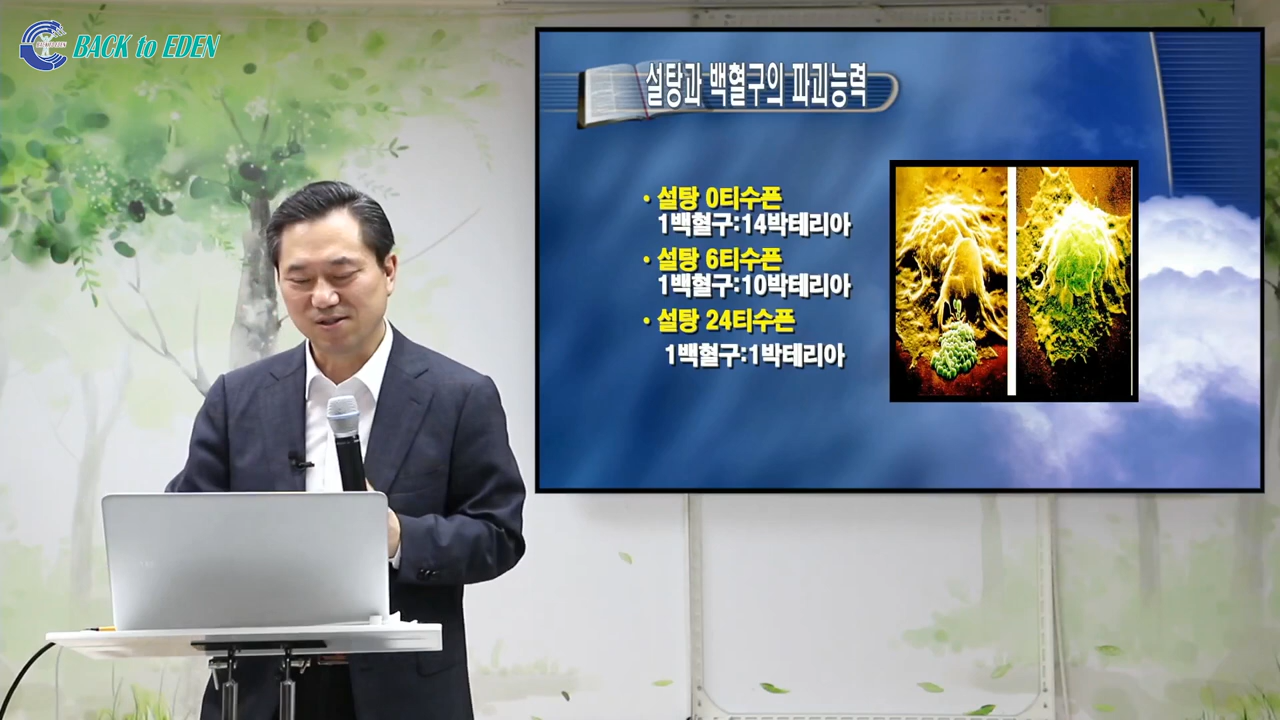 BACK to EDEN
설탕과 백혈구의 파괴능력
• 설탕 0티수푼
1백혈구:14박테리아
• 설탕 6티수푼
1백혈구:10박테리아
• 설탕 24티수푼
1백혈구:1박테리아